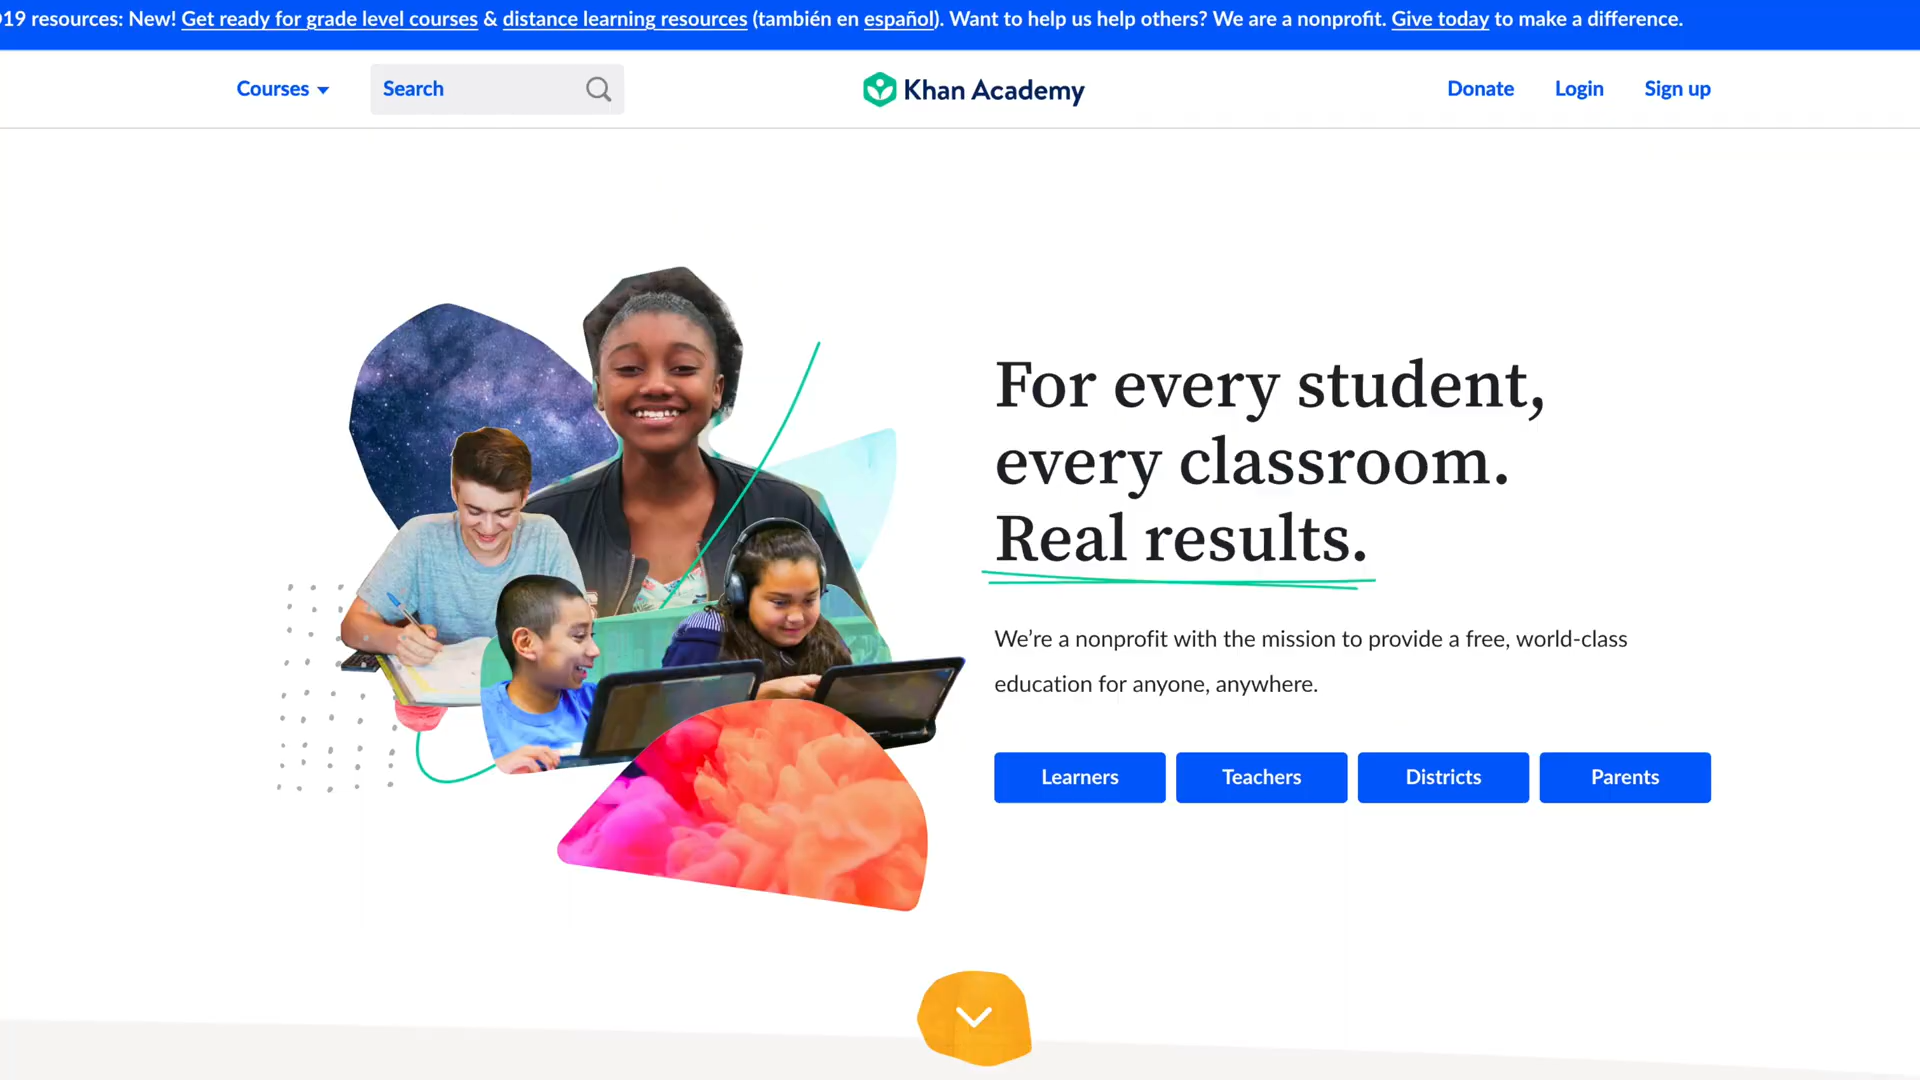 19 resources: New! Get ready for grade level courses & distance learning resources (también en español). Want to help us help others? We are a nonprofit. Give today to make a difference.
Courses Search Khan Academy Donate Login Sign up
For every student,
every classroom.
Real results.
We’re a nonprofit with the mission to provide a free, world-class
education for anyone, anywhere.
Learners Teachers Districts Parents